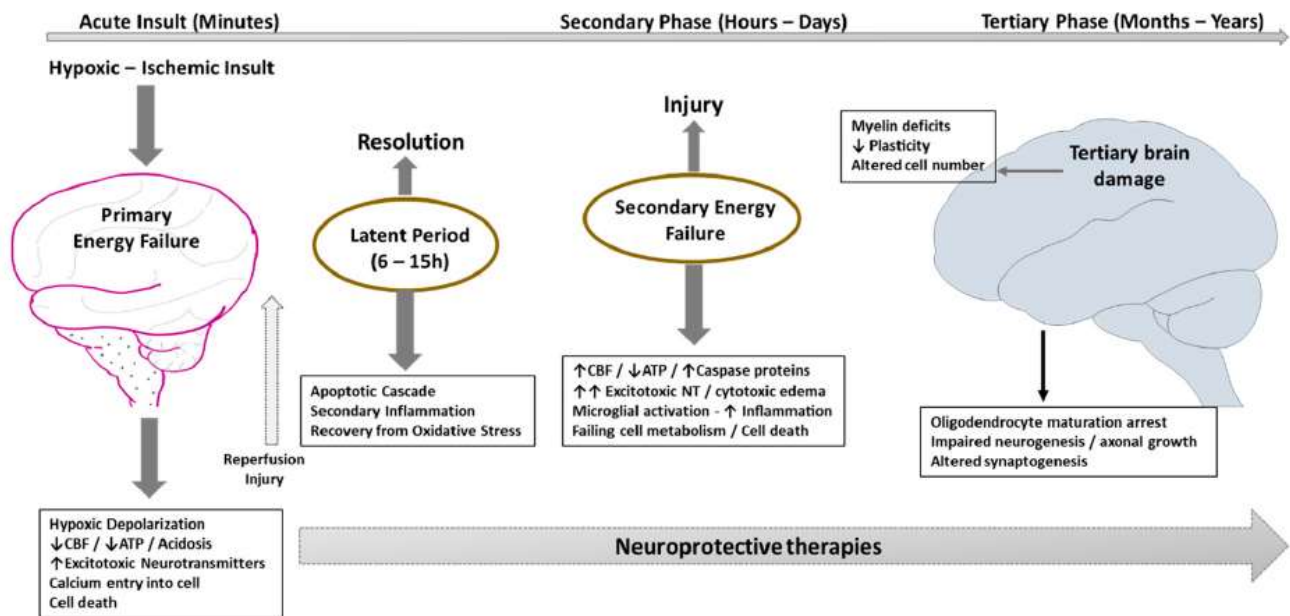 Acute Insult (Minutes)
Secondary Phase (Hours – Days)
Tertiary Phase (Months – Years)
Hypoxic – Ischemic Insult
Primary
Energy Failure
Reperfusion
Injury
Hypoxic Depolarization
↓CBF / ↓ATP / Acidosis
↑Excitotoxic Neurotransmitters
Calcium entry into cell
Cell death
Resolution
Latent Period
(6 – 15h)
Apoptotic Cascade
Secondary Inflammation
Recovery from Oxidative Stress
Injury
Secondary Energy
Failure
↑CBF / ↓ATP / ↑Caspase proteins
↑↑ Excitotoxic NT / cytotoxic edema
Microglial activation - ↑ Inflammation
Failing cell metabolism / Cell death
Myelin deficits
↓ Plasticity
Altered cell number
Tertiary brain
damage
Oligodendrocyte maturation arrest
Impaired neurogenesis / axonal growth
Altered synaptogenesis
Neuroprotective therapies